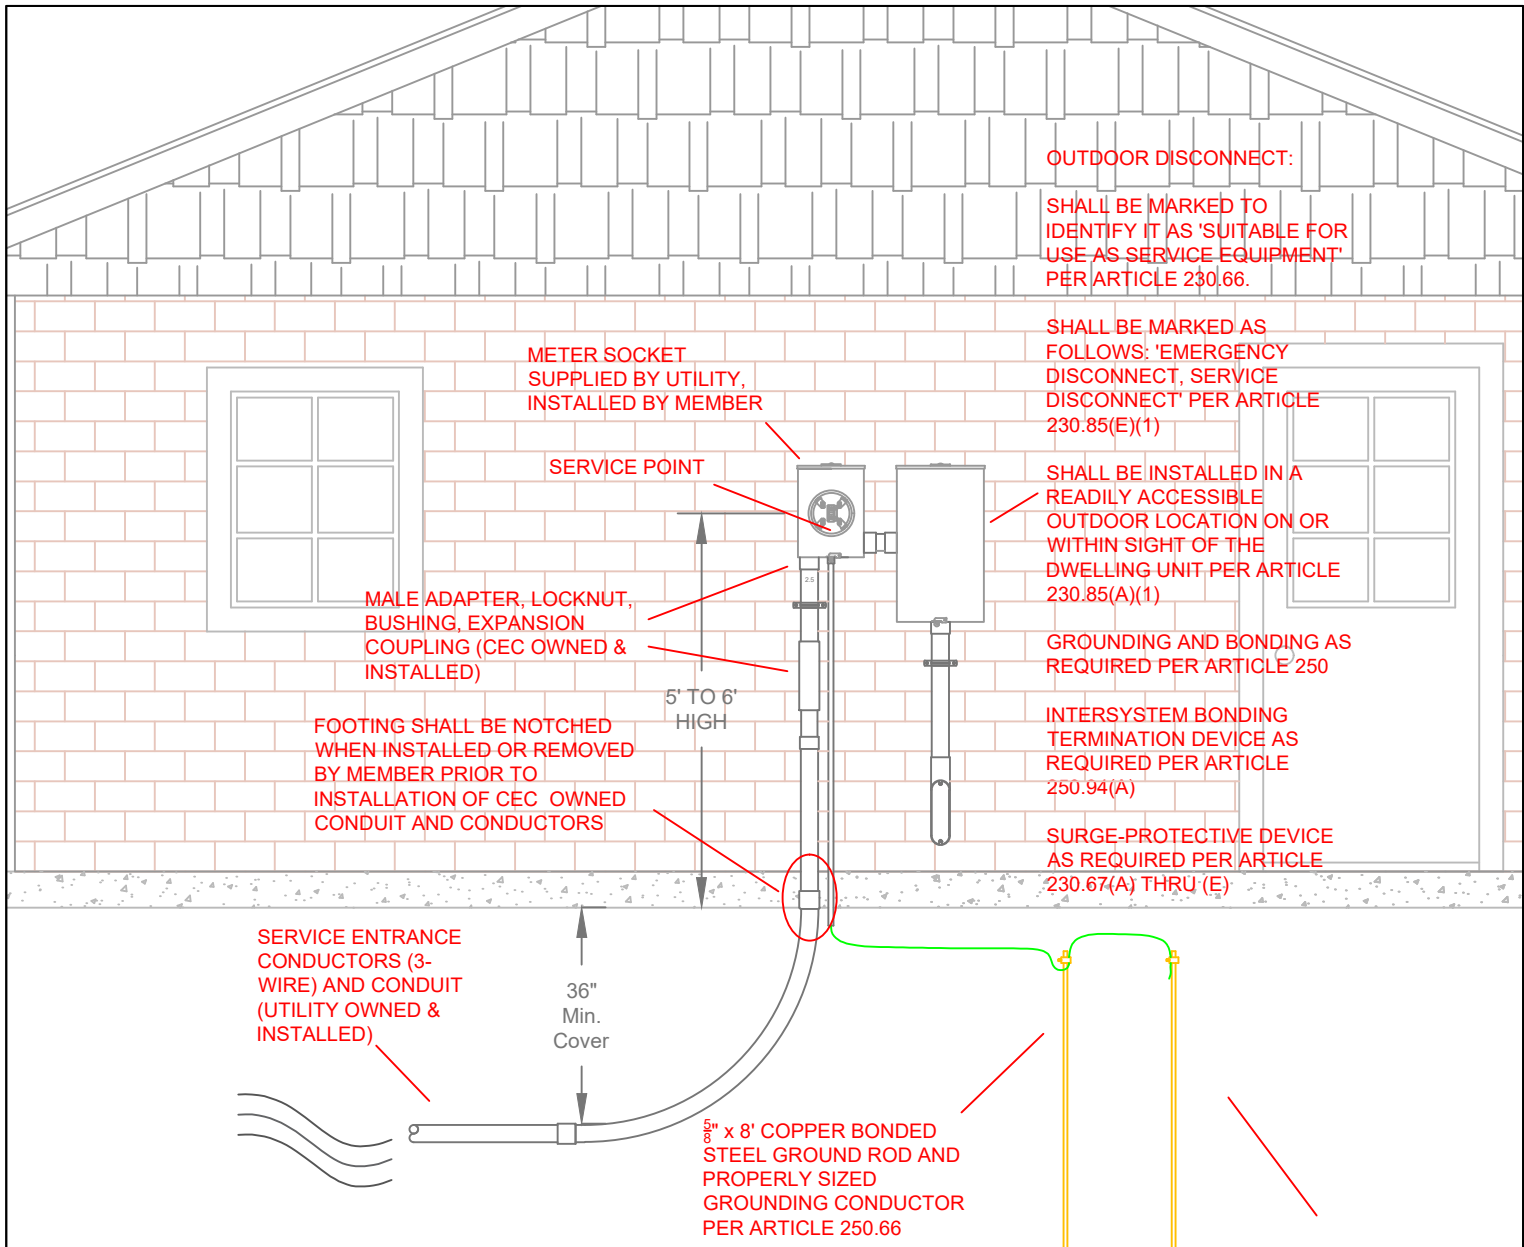 OUTDOOR DISCONNECT:
SHALL BE MARKED TO
IDENTIFY IT AS 'SUITABLE FOR
USE AS SERVICE EQUIPMENT'
PER ARTICLE 230.66.
SHALL BE MARKED AS
FOLLOWS: 'EMERGENCY
DISCONNECT, SERVICE
DISCONNECT' PER ARTICLE
230.85(E)(1)
SHALL BE INSTALLED IN A
READILY ACCESSIBLE
OUTDOOR LOCATION ON OR
WITHIN SIGHT OF THE
DWELLING UNIT PER ARTICLE
230.85(A)(1)
GROUNDING AND BONDING AS
REQUIRED PER ARTICLE 250
INTERSYSTEM BONDING
TERMINATION DEVICE AS
REQUIRED PER ARTICLE
250.94(A)
SURGE-PROTECTIVE DEVICE
AS REQUIRED PER ARTICLE
230.67(A) THRU (E)
METER SOCKET
SUPPLIED BY UTILITY,
INSTALLED BY MEMBER
SERVICE POINT
2.5
MALE ADAPTER, LOCKNUT,
BUSHING, EXPANSION
COUPLING (CEC OWNED &
INSTALLED)
5' TO 6'
HIGH
FOOTING SHALL BE NOTCHED
WHEN INSTALLED OR REMOVED
BY MEMBER PRIOR TO
INSTALLATION OF CEC OWNED
CONDUIT AND CONDUCTORS
SERVICE ENTRANCE
CONDUCTORS (3-
WIRE) AND CONDUIT
(UTILITY OWNED &
INSTALLED)
36"
Min.
Cover
5/8" x 8' COPPER BONDED
STEEL GROUND ROD AND
PROPERLY SIZED
GROUNDING CONDUCTOR
PER ARTICLE 250.66